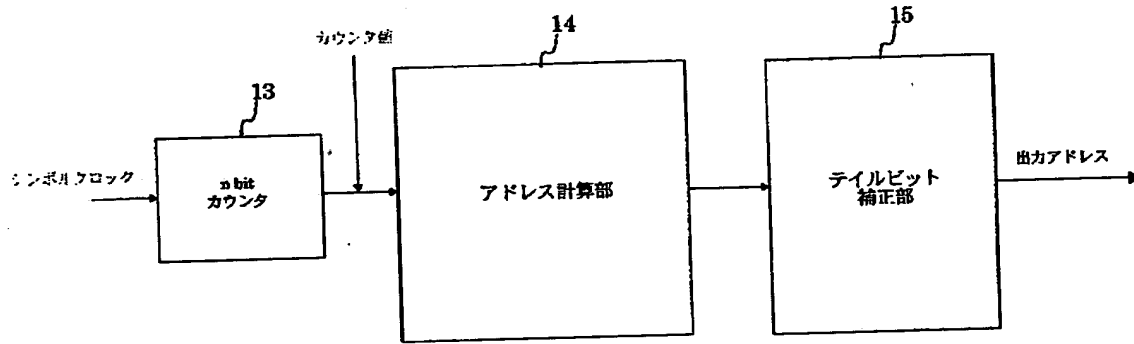 13
14
15
カウンタ値
シンボルクロック
n bit
カウンタ
アドレス計算部
テイルビット
補正部
出力アドレス